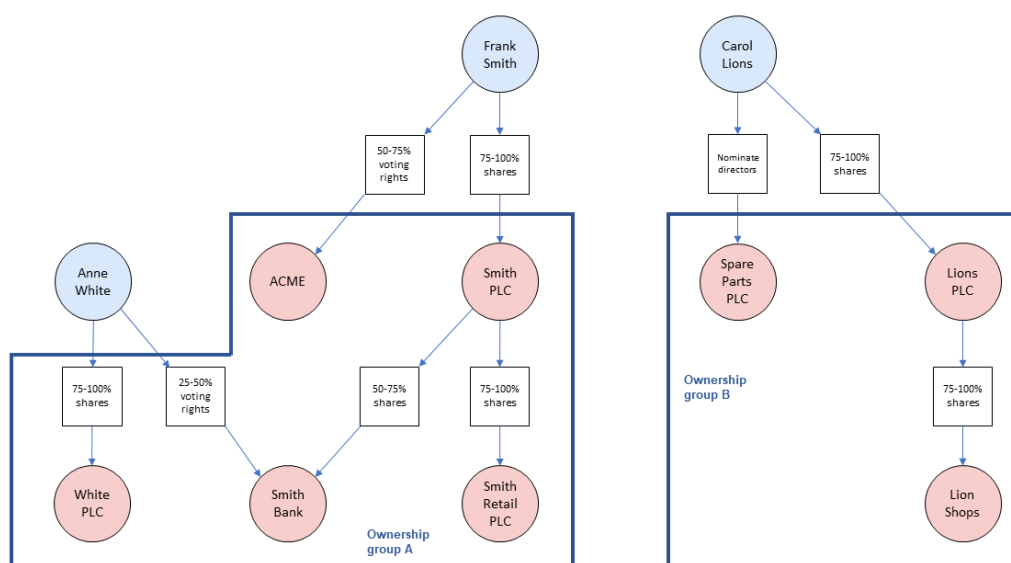 Frank
Smith
Carol
Lions
50-75%
voting
rights
75-100%
shares
Nominate
directors
75-100%
shares
Anne
White
ACME
Smith
PLC
Spare
Parts
PLC
Lions
PLC
75-100%
shares
25-50%
voting
rights
50-75%
shares
75-100%
shares
Ownership
group B
75-100%
shares
White
PLC
Smith
Bank
Smith
Retail
PLC
Lion
Shops
Ownership
group A